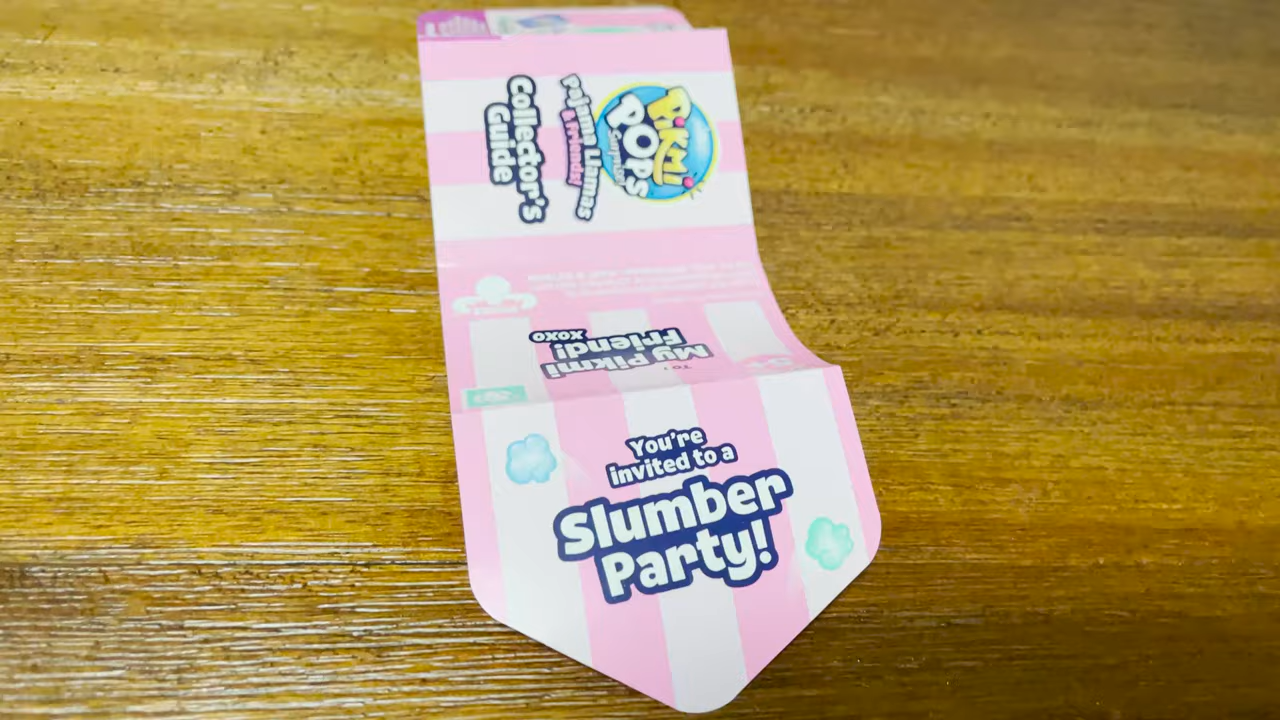 PiKMi
POPS
Surprise!
Pajama Llamas
& Friends!
Collector's
Guide
To:
My Pikmi
Friend!
xoxo
You're
invited to a
Slumber
Party!